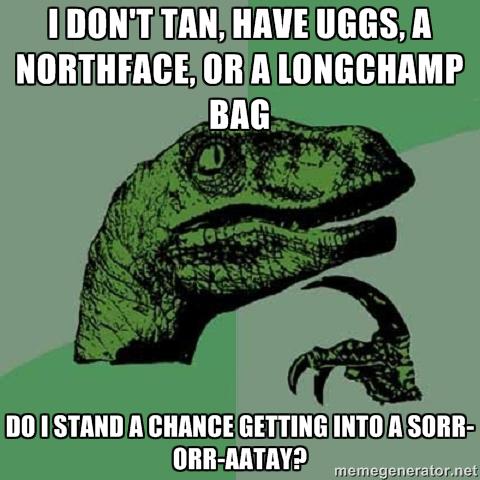 I DON'T TAN, HAVE UGGS, A
NORTHFACE, OR A LONGCHAMP
BAG
DO I STAND A CHANCE GETTING INTO A SORR-
ORR-AATAY?
memegenerator.net